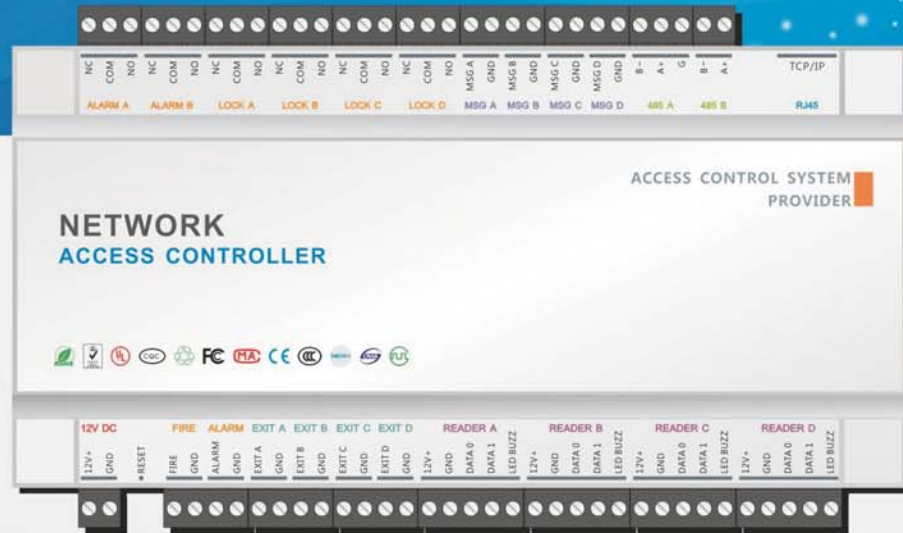 NC COM NO NC COM NO NC COM NO NC COM NO NC COM NO NC COM NO MSG A GND MSG B GND MSG C GND MSG D GND B- A+ G B- A+ TCP/IP
ALARM A ALARM B LOCK A LOCK B LOCK C LOCK D MSG A MSG B MSG C MSG D 485 A 485 B RJ45
ACCESS CONTROL SYSTEM
PROVIDER
NETWORK
ACCESS CONTROLLER
UL CQC FC MA CE CCC
12V DC FIRE ALARM EXIT A EXIT B EXIT C EXIT D READER A READER B READER C READER D
12V+ GND *RESET FIRE GND ALARM GND EXIT A GND EXIT B GND EXIT C GND EXIT D GND 12V+ GND DATA 0 DATA 1 LED BUZZ 12V+ GND DATA 0 DATA 1 LED BUZZ 12V+ GND DATA 0 DATA 1 LED BUZZ 12V+ GND DATA 0 DATA 1 LED BUZZ